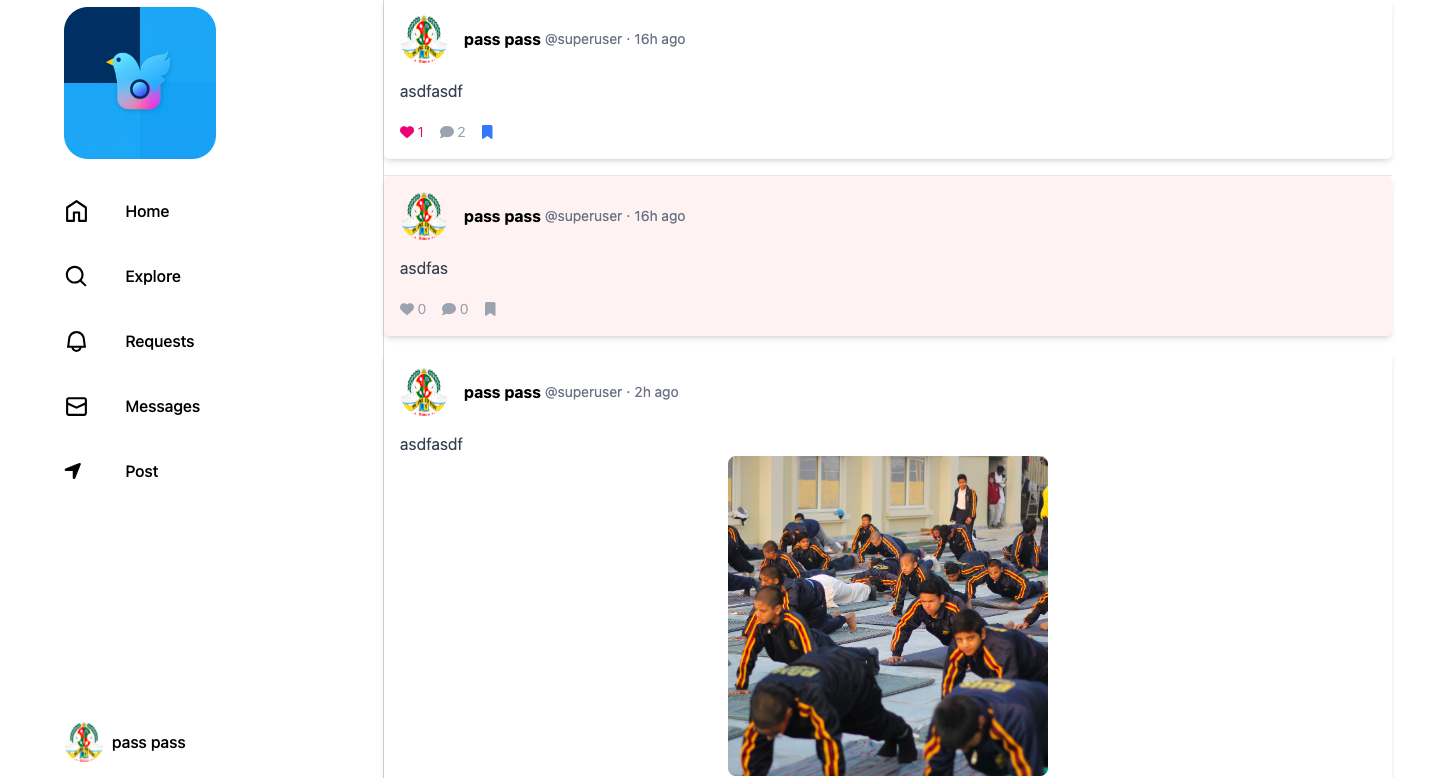 Home
Explore
Requests
Messages
Post
pass pass
pass pass @superuser · 16h ago
asdfasdf
1 2
pass pass @superuser · 16h ago
asdfas
0 0
pass pass @superuser · 2h ago
asdfasdf